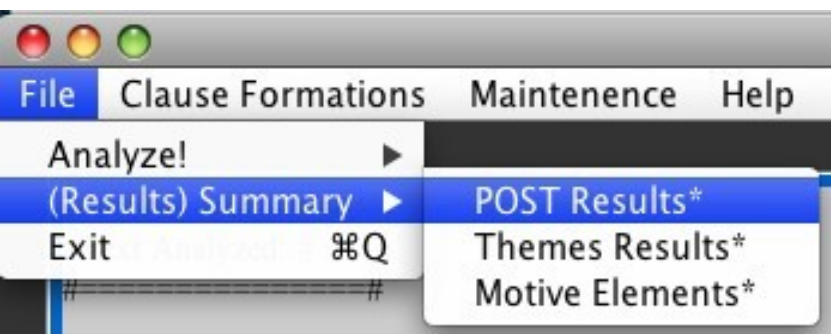 File Clause Formations Maintenence Help
Analyze!
(Results) Summary POST Results*
Exit ⌘Q Themes Results*
Motive Elements*
#===============#